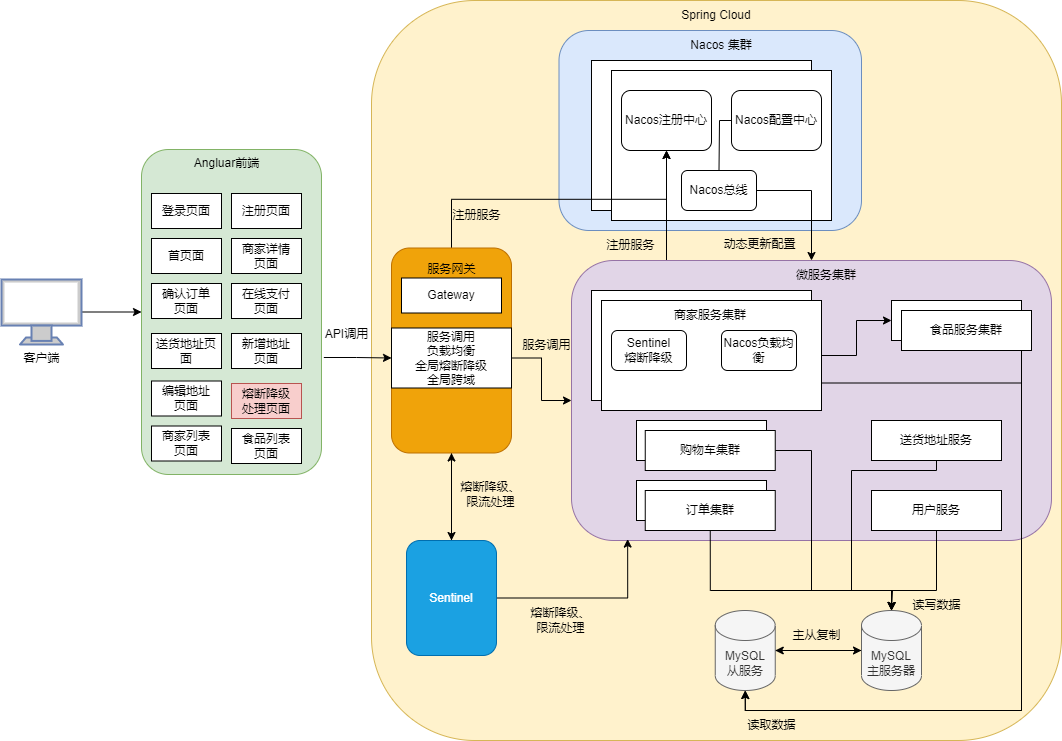 Spring Cloud
Nacos 集群
Nacos注册中心
Nacos配置中心
Nacos总线
注册服务
注册服务
动态更新配置
Angluar前端
登录页面
注册页面
首页面
商家详情
页面
确认订单
页面
在线支付
页面
送货地址页
面
新增地址
页面
编辑地址
页面
熔断降级
处理页面
商家列表
页面
食品列表
页面
客户端
API调用
服务网关
Gateway
服务调用
负载均衡
全局熔断降级
全局跨域
服务调用
微服务集群
商家服务集群
Sentinel
熔断降级
Nacos负载均
衡
食品服务集群
购物车集群
送货地址服务
订单集群
用户服务
熔断降级、
限流处理
Sentinel
熔断降级、
限流处理
读写数据
主从复制
MySQL
从服务
MySQL
主服务器
读取数据